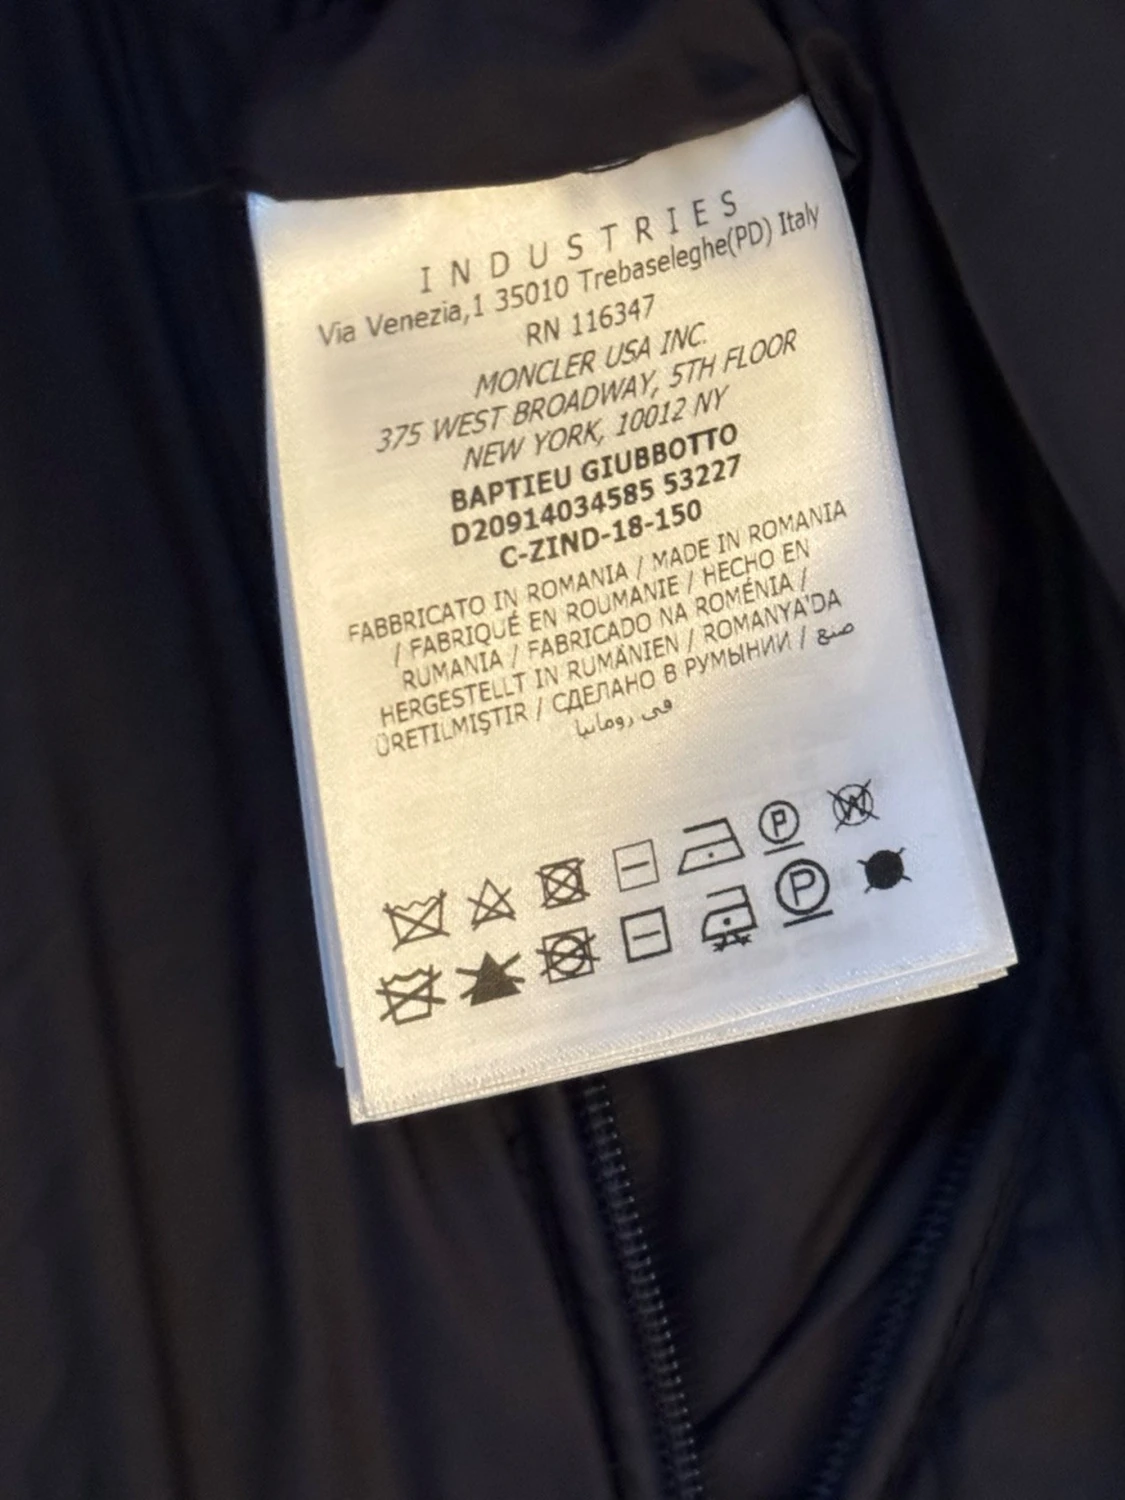 INDUSTRIES
Via Venezia,1 35010 Trebaseleghe(PD) Italy
RN 116347
MONCLER USA INC.
375 WEST BROADWAY, 5TH FLOOR
NEW YORK, 10012 NY
BAPTIEU GIUBBOTTO
D20914034585 53227
C-ZIND-18-150
FABBRICATO IN ROMANIA / MADE IN ROMANIA
/ FABRIQUÉ EN ROUMANIE / HECHO EN
RUMANIA / FABRICADO NA ROMÉNIA /
HERGESTELLT IN RUMÄNIEN / ROMANYA'DA
ÜRETILMIŞTIR / СДЕЛАНО В РУМЫНИИ / صنع
في رومانيا
P W
P